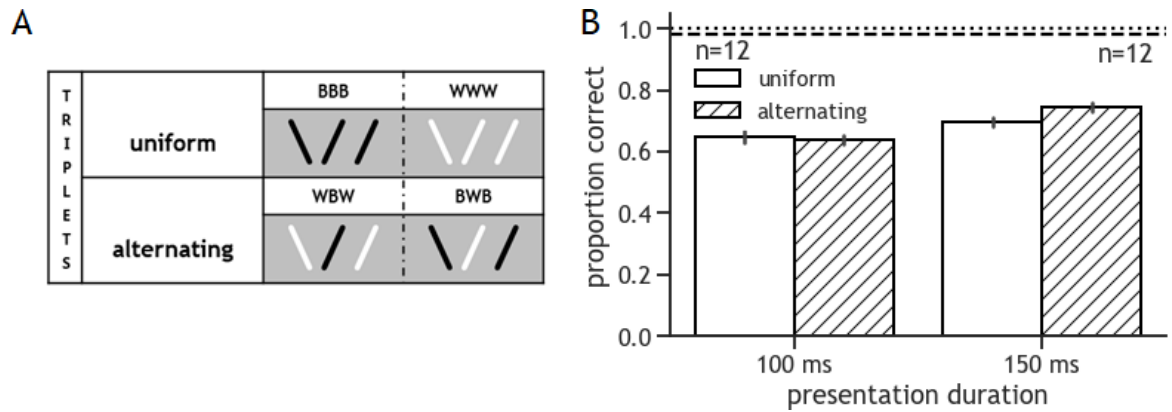 A
TRIPLETS
BBB WWW
uniform
WBW BWB
alternating
B
proportion correct
1.0
0.8
0.6
0.4
0.2
0.0
n=12 n=12
uniform
alternating
100 ms 150 ms
presentation duration